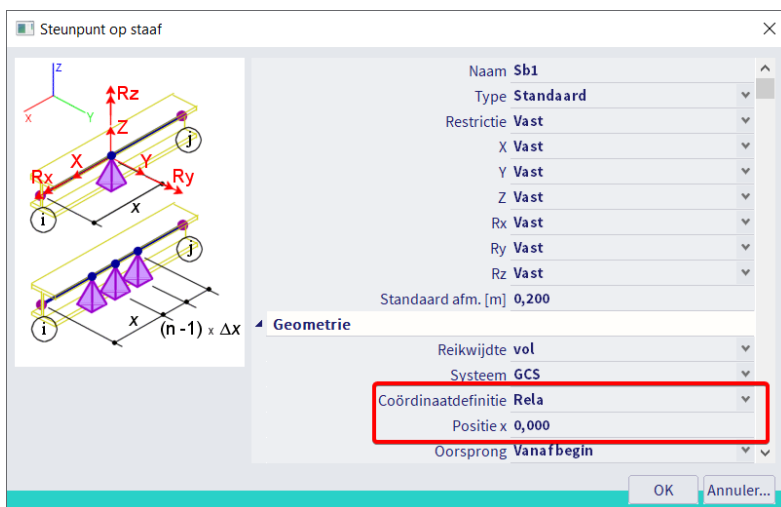 Steunpunt op staaf
Z
X
Y
Rz
Z
X
Y
Rx
Ry
j
i
x
j
i
x
(n -1) x Δx
Naam Sb1
Type Standaard
Restrictie Vast
X Vast
Y Vast
Z Vast
Rx Vast
Ry Vast
Rz Vast
Standaard afm. [m] 0,200
Geometrie
Reikwijdte vol
Systeem GCS
Coördinaatdefinitie Rela
Positie x 0,000
Oorsprong Vanaf begin
OK Annuler...